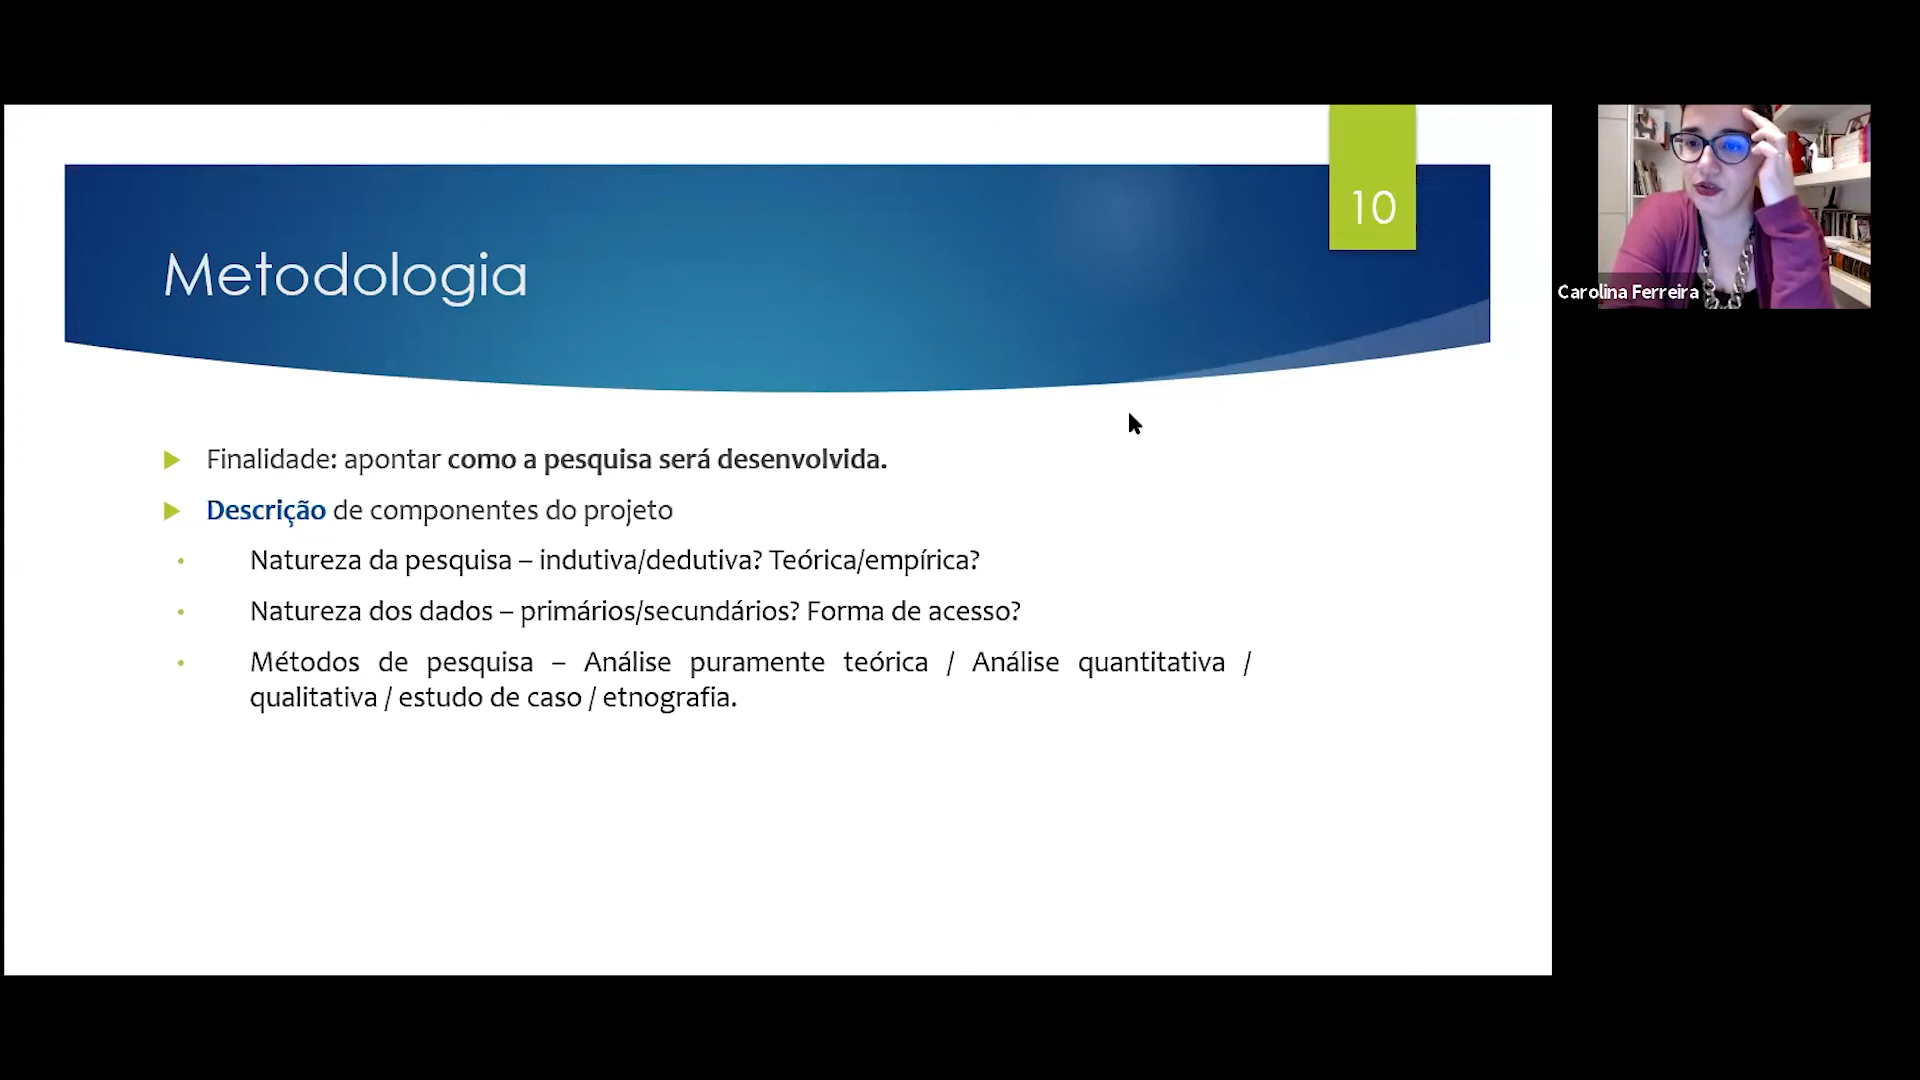 10
Metodologia
Finalidade: apontar como a pesquisa será desenvolvida.
Descrição de componentes do projeto
Natureza da pesquisa – indutiva/dedutiva? Teórica/empírica?
Natureza dos dados – primários/secundários? Forma de acesso?
Métodos de pesquisa – Análise puramente teórica / Análise quantitativa /
qualitativa / estudo de caso / etnografia.
Carolina Ferreira